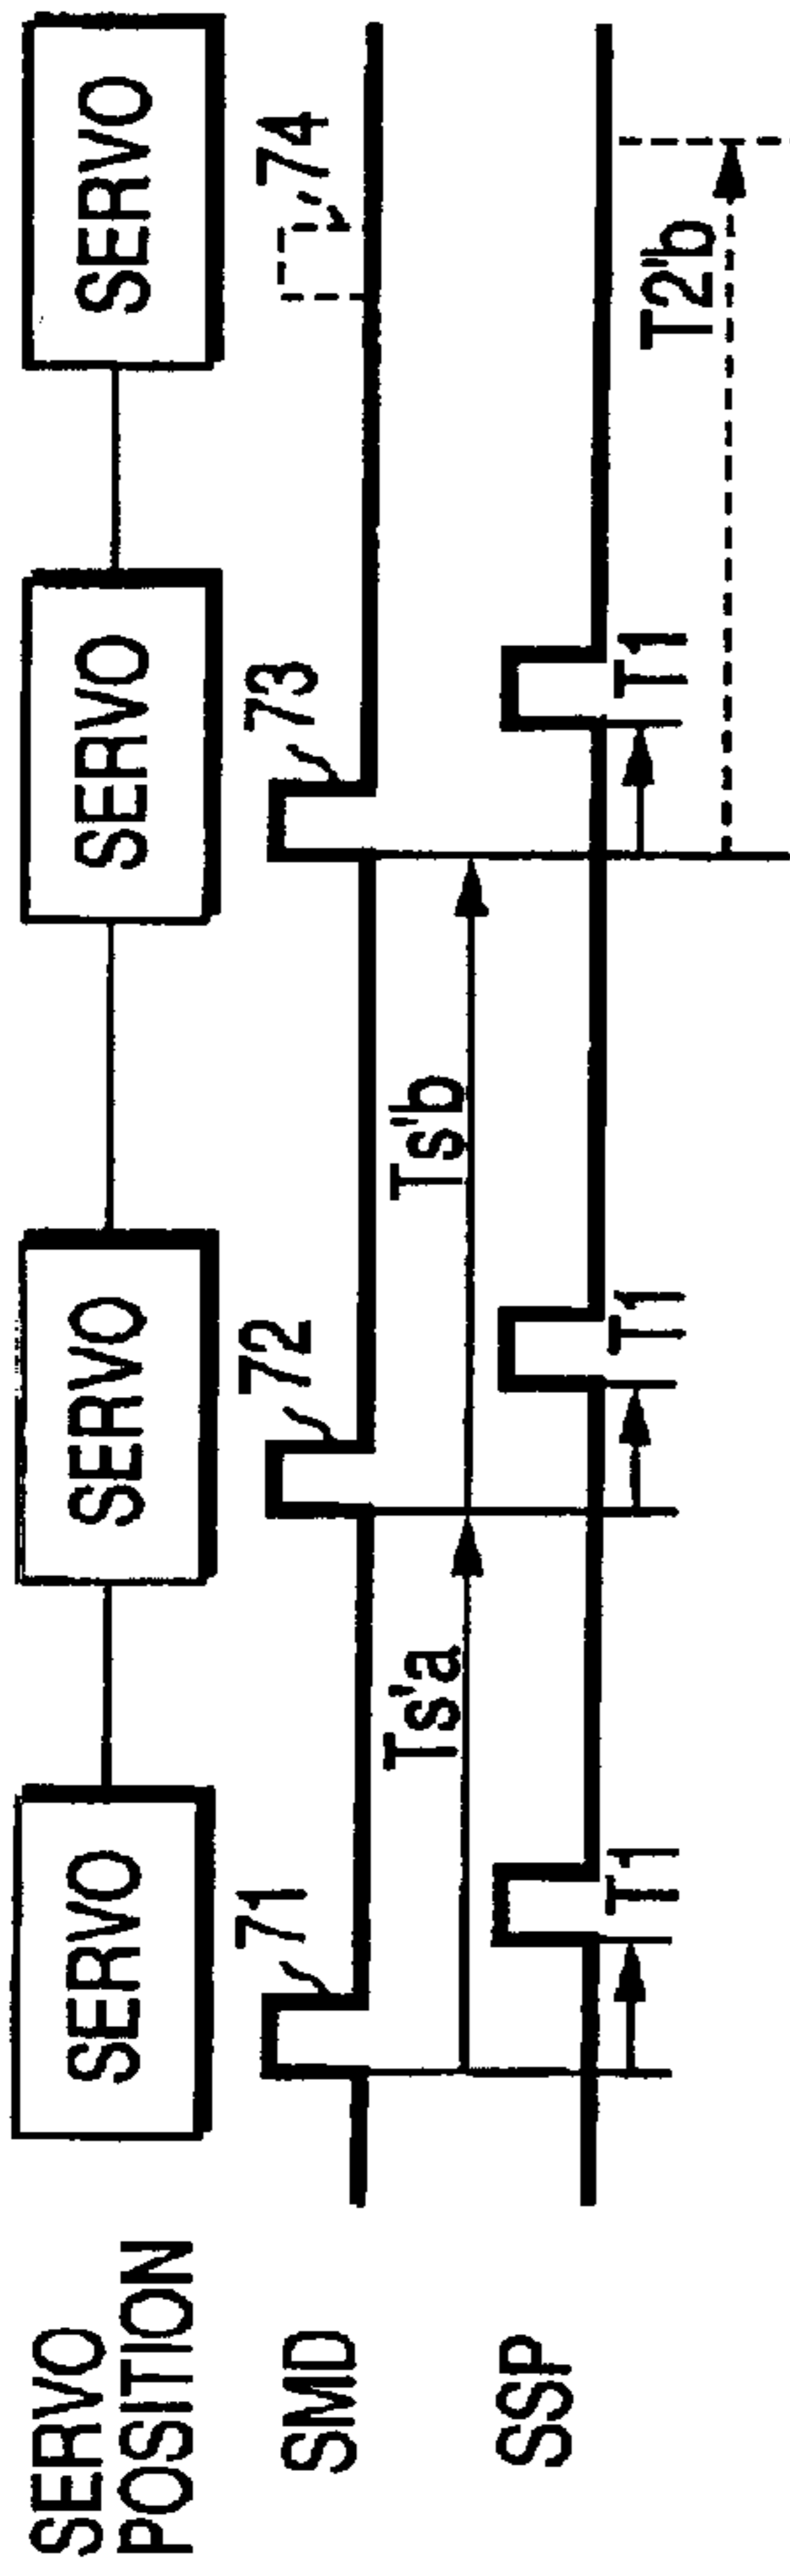 SERVO POSITION
SERVO SERVO SERVO SERVO
SMD
71 72 73 74
Ts'a Ts'b
SSP
T1 T1 T1
T2'b